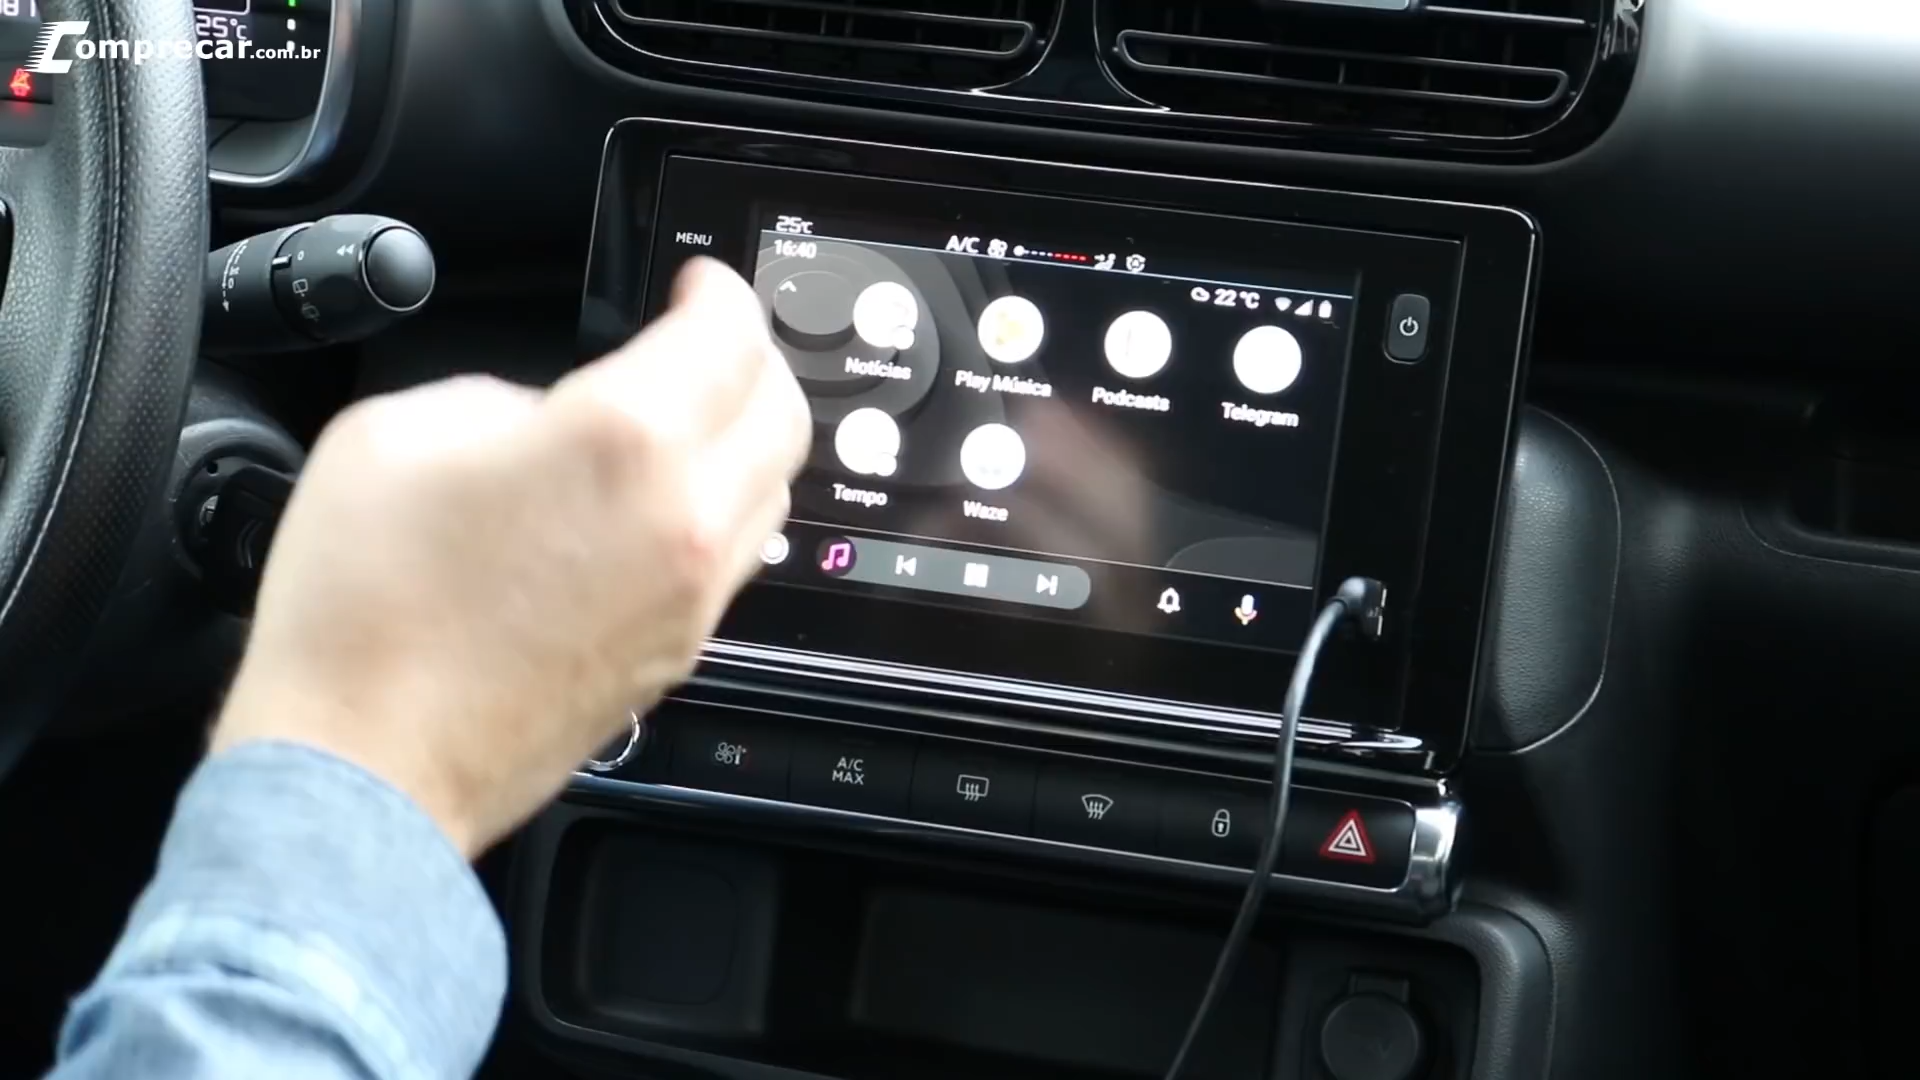 Comprecar.com.br
25°C
MENU
25°C
A/C
16:40
22 °C
Notícias
Play Música
Podcasts
Telegram
Tempo
Waze
A/C
MAX